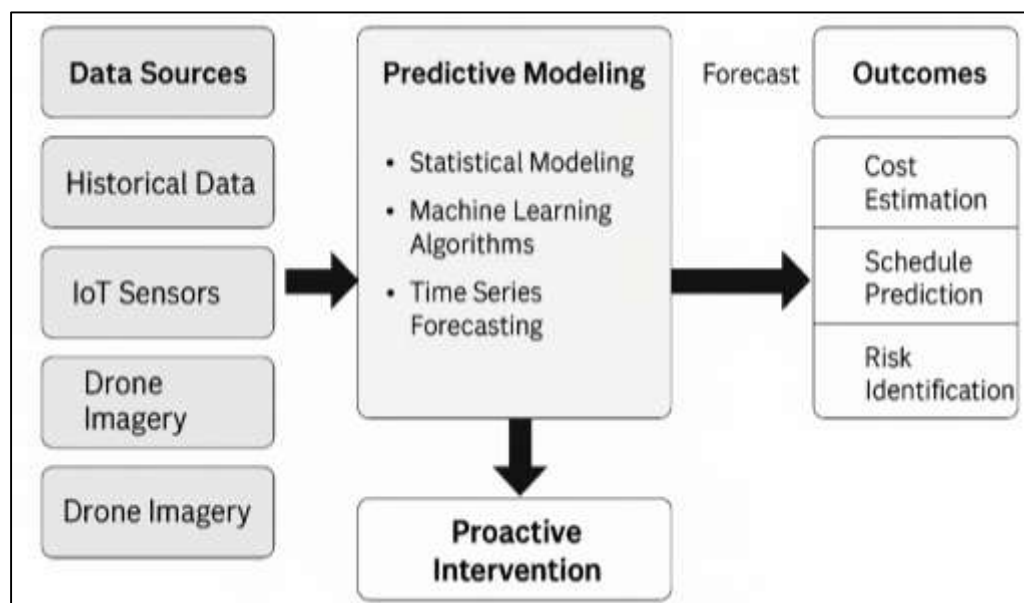 Data Sources
Historical Data
IoT Sensors
Drone
Imagery
Drone Imagery
Predictive Modeling
• Statistical Modeling
• Machine Learning
Algorithms
• Time Series
Forecasting
Proactive
Intervention
Forecast
Outcomes
Cost
Estimation
Schedule
Prediction
Risk
Identification